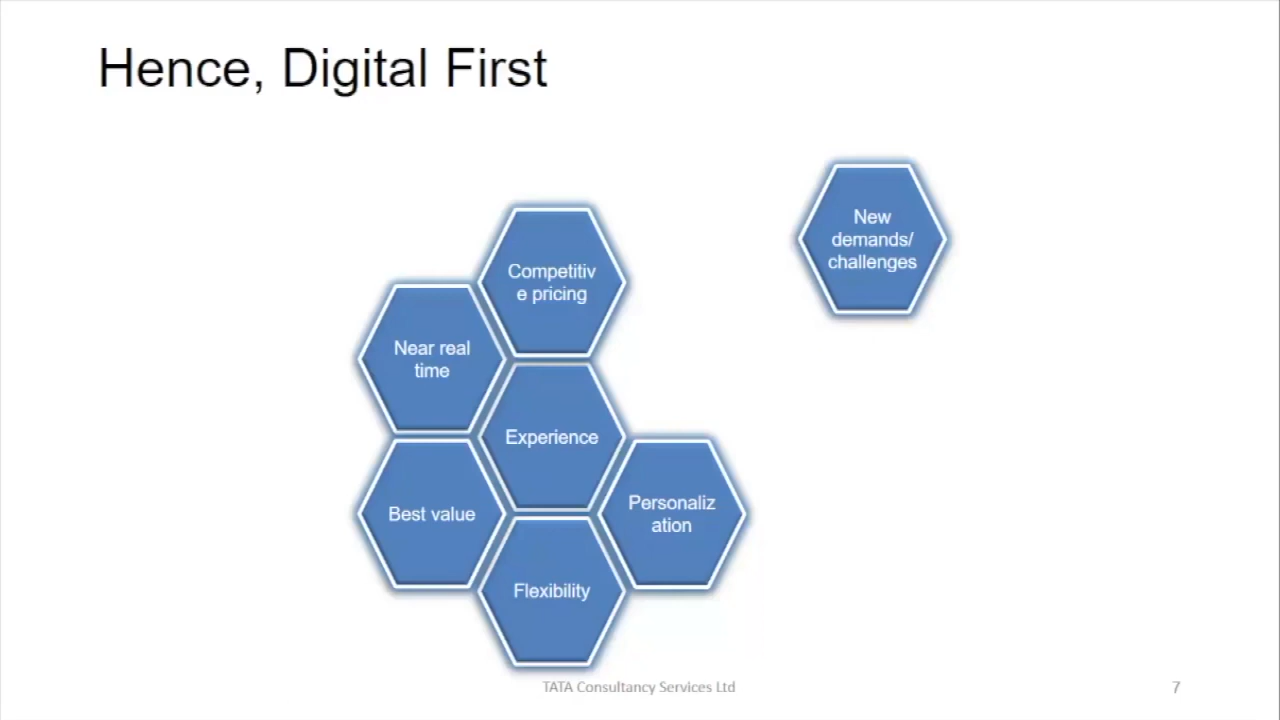 Hence, Digital First
New
demands/
challenges
Competitiv
e pricing
Near real
time
Experience
Best value
Personaliz
ation
Flexibility
TATA Consultancy Services Ltd
7